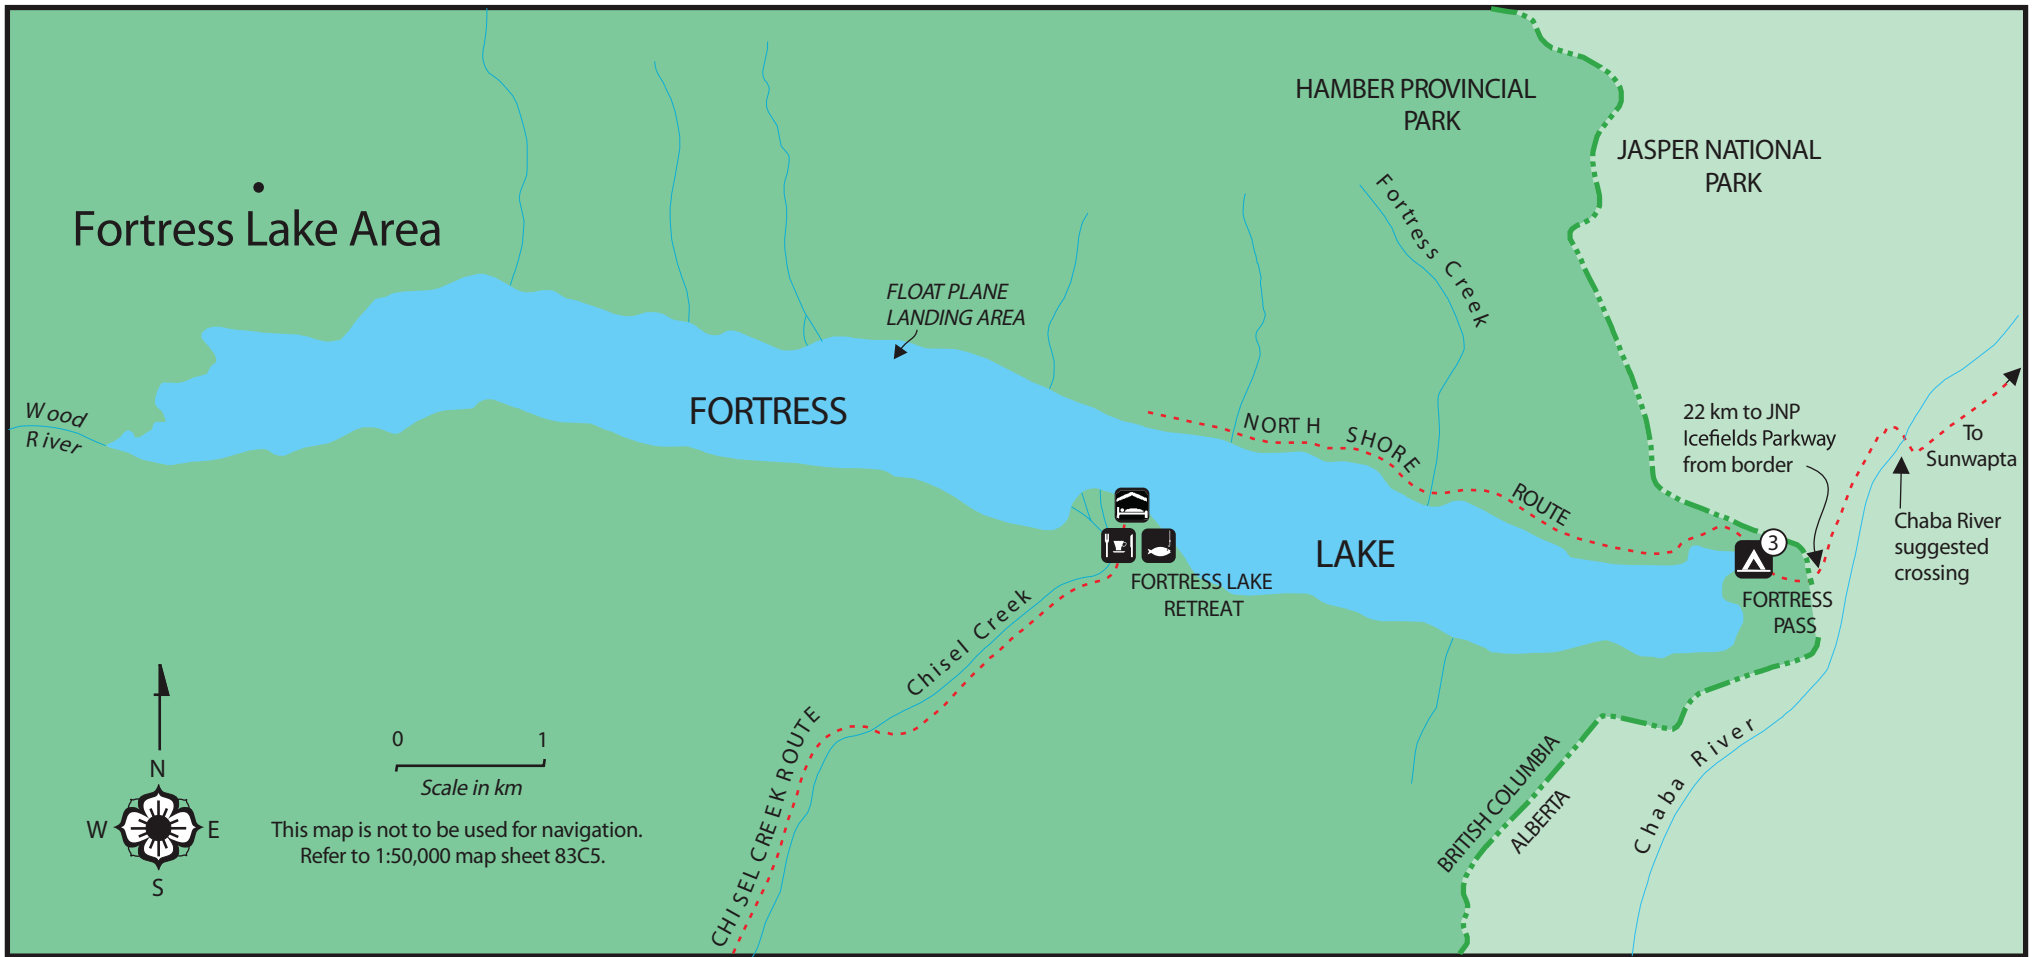 HAMBER PROVINCIAL
PARK
JASPER NATIONAL
PARK
Fortress Lake Area
Fortress Creek
FLOAT PLANE
LANDING AREA
FORTRESS
Wood
River
NORTH SHORE ROUTE
22 km to JNP
Icefields Parkway
from border
To
Sunwapta
Chaba River
suggested
crossing
LAKE
3
FORTRESS LAKE
RETREAT
FORTRESS
PASS
Chisel Creek
CHISEL CREEK ROUTE
BRITISH COLUMBIA
ALBERTA
Chaba River
0 1
Scale in km
N
W E
S
This map is not to be used for navigation.
Refer to 1:50,000 map sheet 83C5.